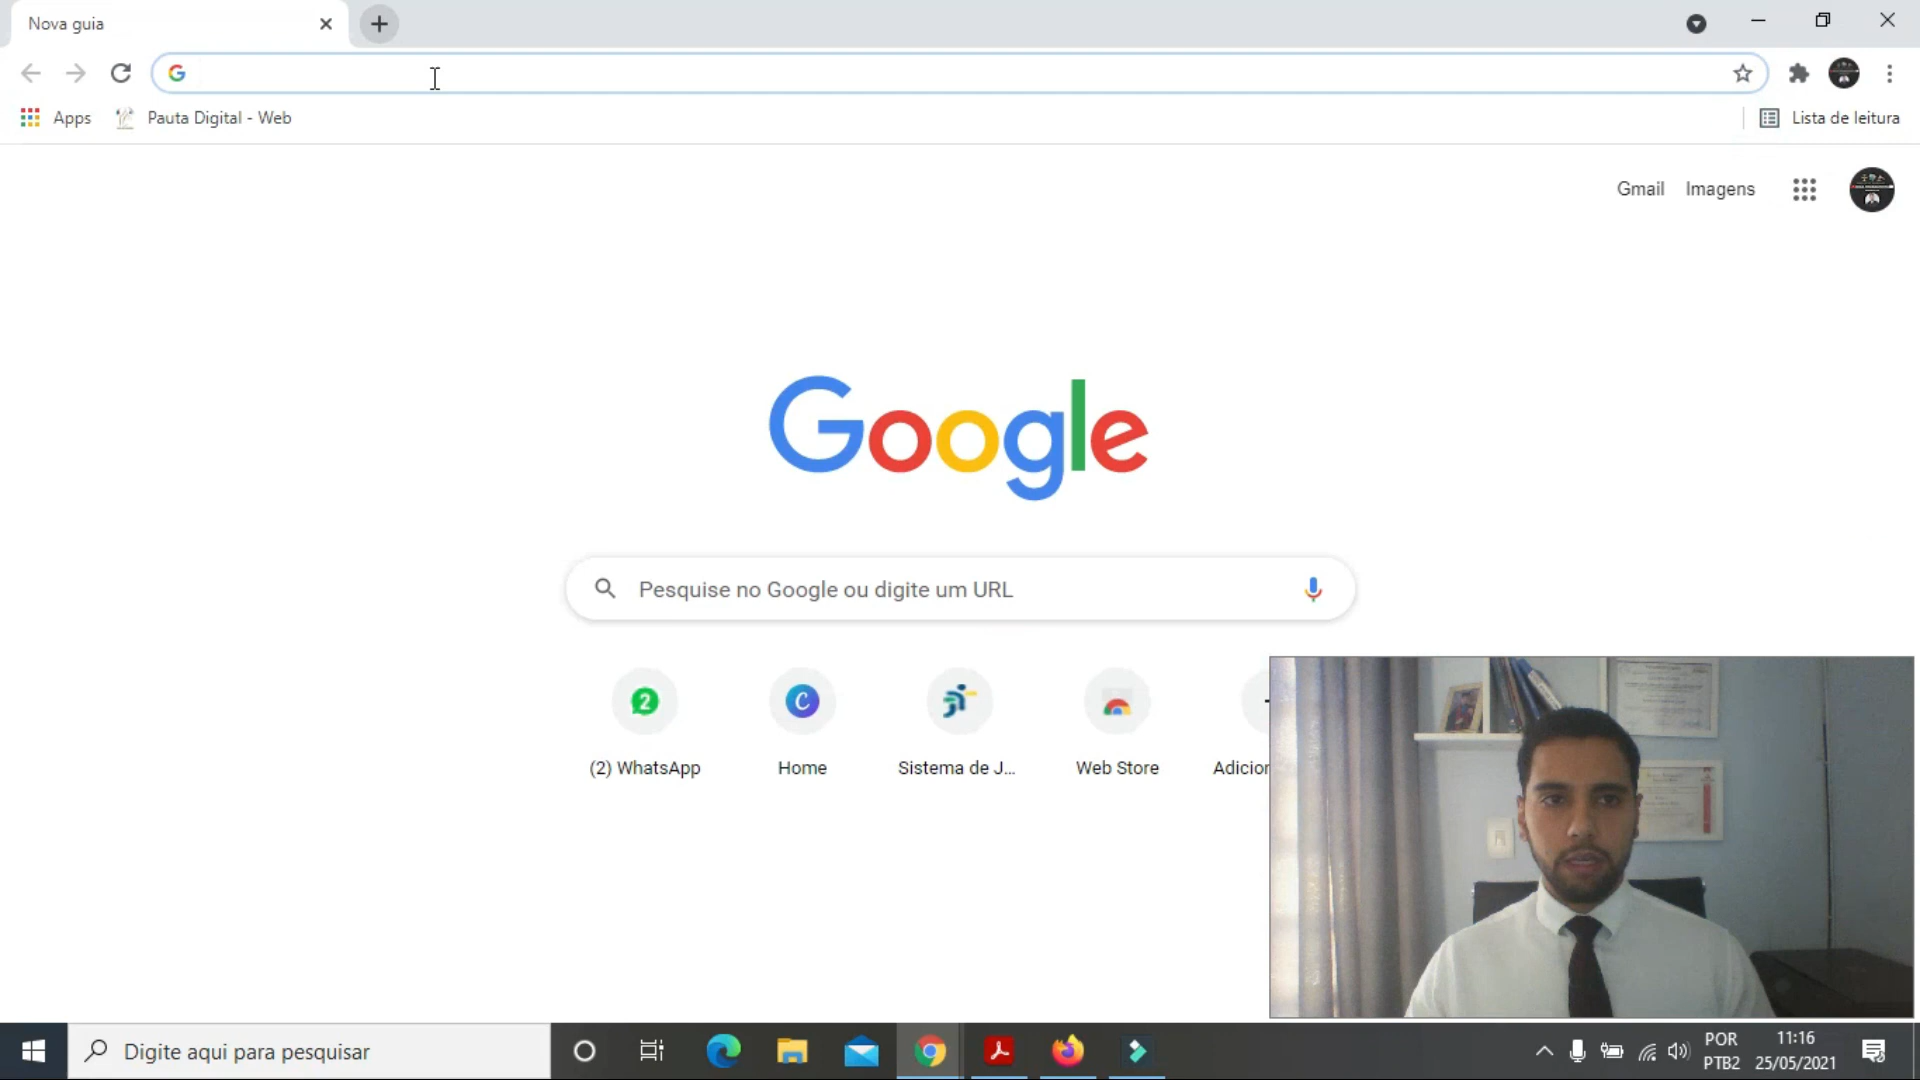 Nova guia
Apps
Pauta Digital - Web
Lista de leitura
Gmail
Imagens
Google
Pesquise no Google ou digite um URL
2
C
(2) WhatsApp
Home
Sistema de J...
Web Store
Adicion
Digite aqui para pesquisar
POR
PTB2
11:16
25/05/2021